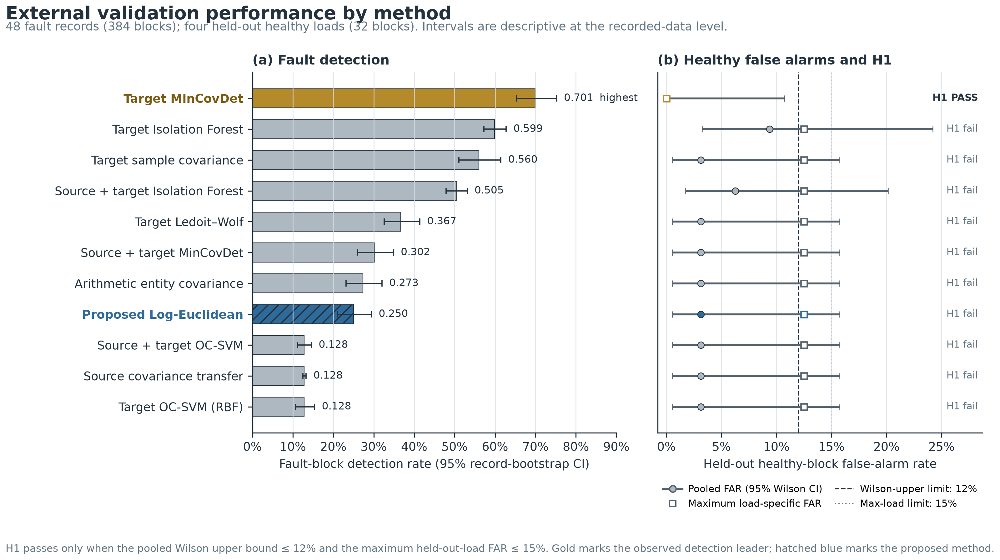 External validation performance by method
48 fault records (384 blocks); four held-out healthy loads (32 blocks). Intervals are descriptive at the recorded-data level.
(a) Fault detection
Target MinCovDet
0.701 highest
Target Isolation Forest
0.599
Target sample covariance
0.560
Source + target Isolation Forest
0.505
Target Ledoit–Wolf
0.367
Source + target MinCovDet
0.302
Arithmetic entity covariance
0.273
Proposed Log-Euclidean
0.250
Source + target OC-SVM
0.128
Source covariance transfer
0.128
Target OC-SVM (RBF)
0.128
0% 10% 20% 30% 40% 50% 60% 70% 80% 90%
Fault-block detection rate (95% record-bootstrap CI)
(b) Healthy false alarms and H1
H1 PASS
H1 fail
H1 fail
H1 fail
H1 fail
H1 fail
H1 fail
H1 fail
H1 fail
H1 fail
H1 fail
0% 5% 10% 15% 20% 25%
Held-out healthy-block false-alarm rate
Pooled FAR (95% Wilson CI)
Maximum load-specific FAR
Wilson-upper limit: 12%
Max-load limit: 15%
H1 passes only when the pooled Wilson upper bound ≤ 12% and the maximum held-out-load FAR ≤ 15%. Gold marks the observed detection leader; hatched blue marks the proposed method.